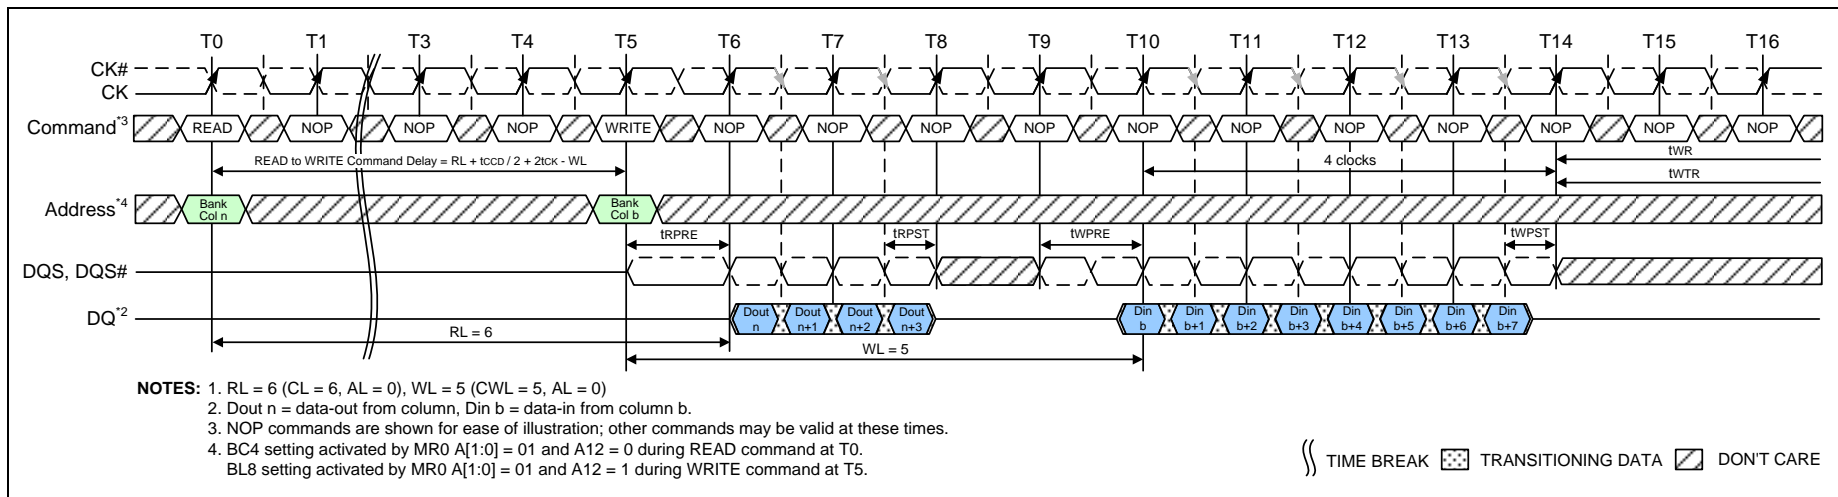 T0 T1 T3 T4 T5 T6 T7 T8 T9 T10 T11 T12 T13 T14 T15 T16
CK#
CK
Command*3 READ NOP NOP NOP WRITE NOP NOP NOP NOP NOP NOP NOP NOP NOP NOP NOP
READ to WRITE Command Delay = RL + tCCD / 2 + 2tCK - WL 4 clocks tWR
tWTR
Address*4 Bank Col n Bank Col b
tRPRE tRPST tWPRE tWPST
DQS, DQS#
DQ*2 Dout n Dout n+1 Dout n+2 Dout n+3 Din b Din b+1 Din b+2 Din b+3 Din b+4 Din b+5 Din b+6 Din b+7
RL = 6
WL = 5
NOTES: 1. RL = 6 (CL = 6, AL = 0), WL = 5 (CWL = 5, AL = 0)
2. Dout n = data-out from column, Din b = data-in from column b.
3. NOP commands are shown for ease of illustration; other commands may be valid at these times.
4. BC4 setting activated by MR0 A[1:0] = 01 and A12 = 0 during READ command at T0.
BL8 setting activated by MR0 A[1:0] = 01 and A12 = 1 during WRITE command at T5.
TIME BREAK TRANSITIONING DATA DON'T CARE